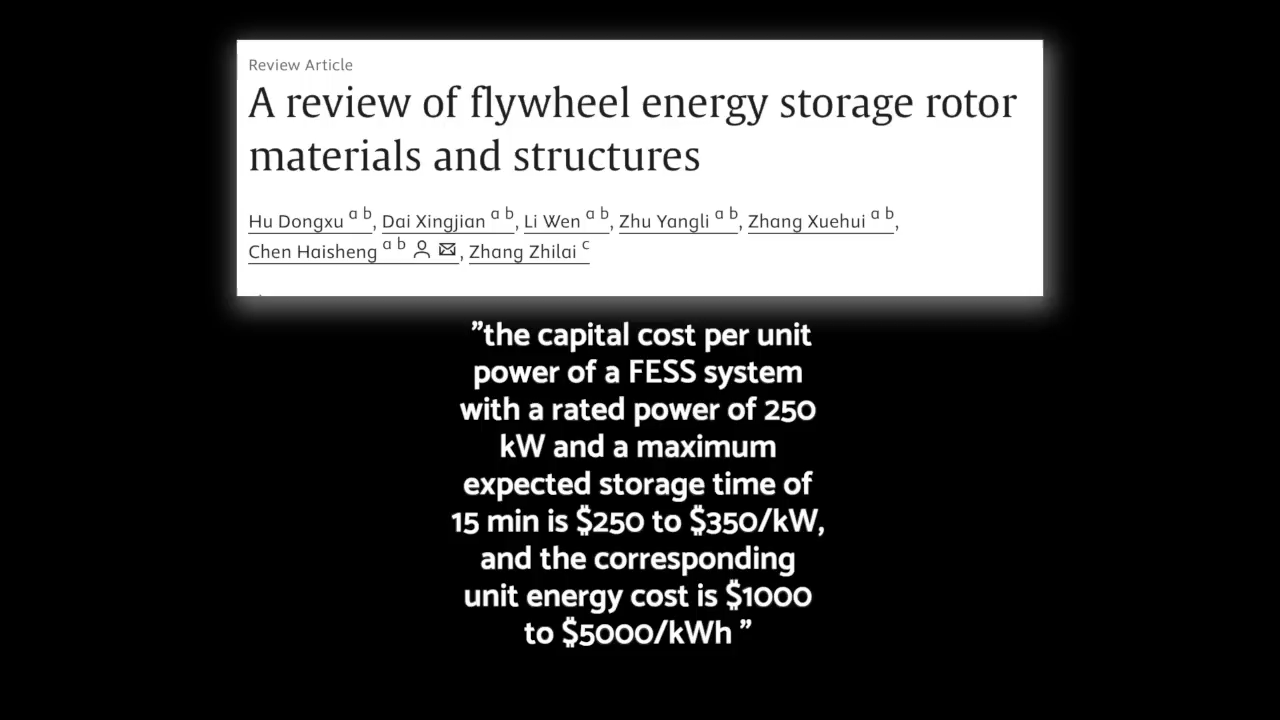 Review Article
A review of flywheel energy storage rotor
materials and structures
Hu Dongxu a b, Dai Xingjian a b, Li Wen a b, Zhu Yangli a b, Zhang Xuehui a b,
Chen Haisheng a b, Zhang Zhilai c
”the capital cost per unit
power of a FESS system
with a rated power of 250
kW and a maximum
expected storage time of
15 min is $250 to $350/kW,
and the corresponding
unit energy cost is $1000
to $5000/kWh ”